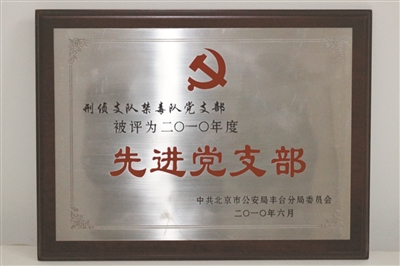 刑侦支队禁毒队党支部
被评为二〇一〇年度
先进党支部
中共北京市公安局丰台分局委员会
二〇一〇年六月